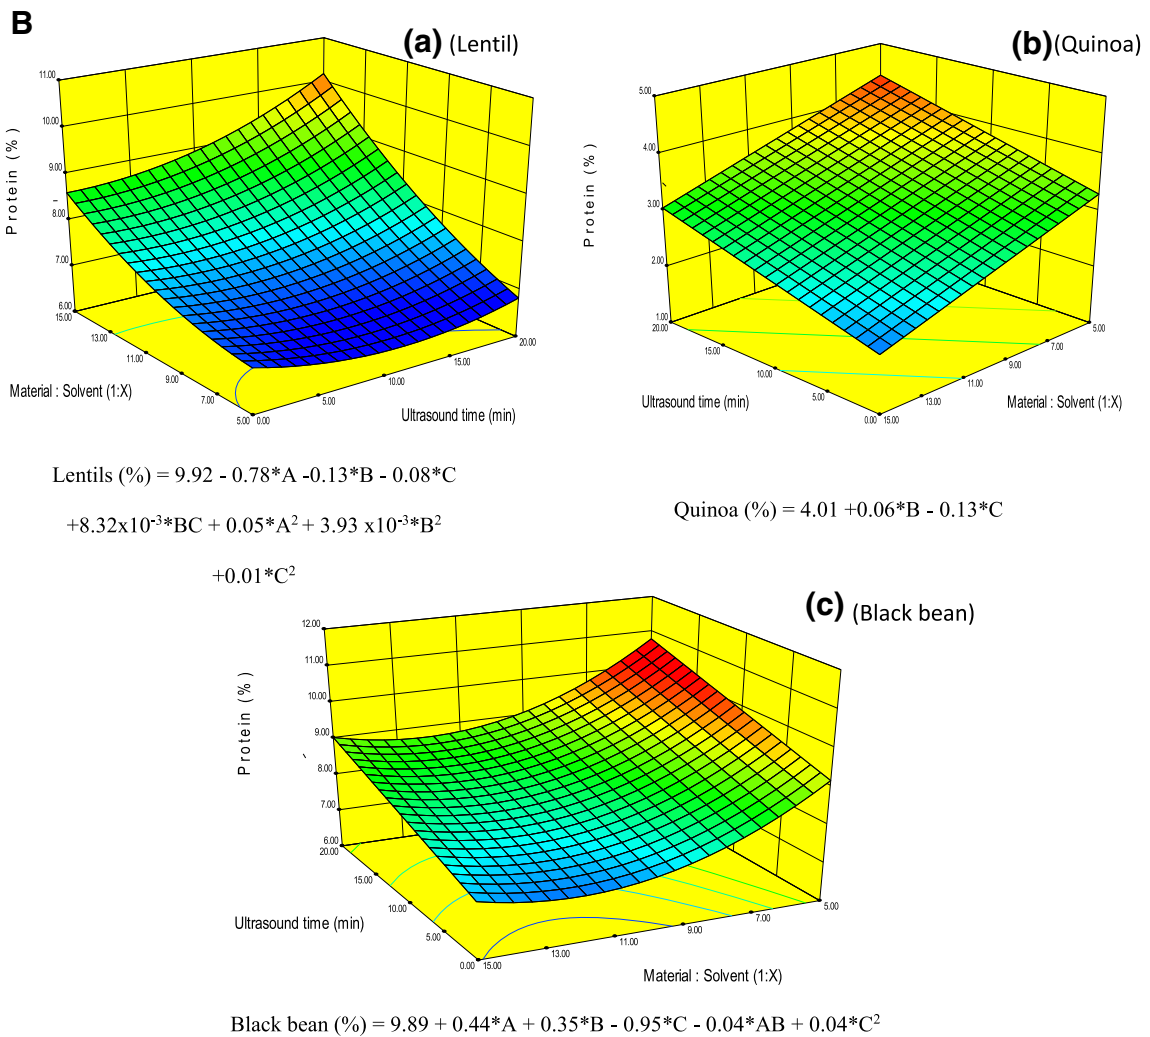 B
(a) (Lentil)
11.00
10.00
9.00
8.00
7.00
6.00
Protein (%)
15.00
13.00
11.00
9.00
7.00
5.00
Material : Solvent (1:X)
0.00
5.00
10.00
15.00
20.00
Ultrasound time (min)
(b)(Quinoa)
5.00
4.00
3.00
2.00
1.00
Protein (%)
20.00
15.00
10.00
5.00
0.00
Ultrasound time (min)
15.00
13.00
11.00
9.00
7.00
5.00
Material : Solvent (1:X)
Lentils (%) = 9.92 - 0.78*A -0.13*B - 0.08*C
+8.32x10⁻³*BC + 0.05*A² + 3.93 x10⁻³*B²
+0.01*C²
Quinoa (%) = 4.01 +0.06*B - 0.13*C
(c) (Black bean)
12.00
11.00
10.00
9.00
8.00
7.00
6.00
Protein (%)
20.00
15.00
10.00
5.00
0.00
Ultrasound time (min)
15.00
13.00
11.00
9.00
7.00
5.00
Material : Solvent (1:X)
Black bean (%) = 9.89 + 0.44*A + 0.35*B - 0.95*C - 0.04*AB + 0.04*C²